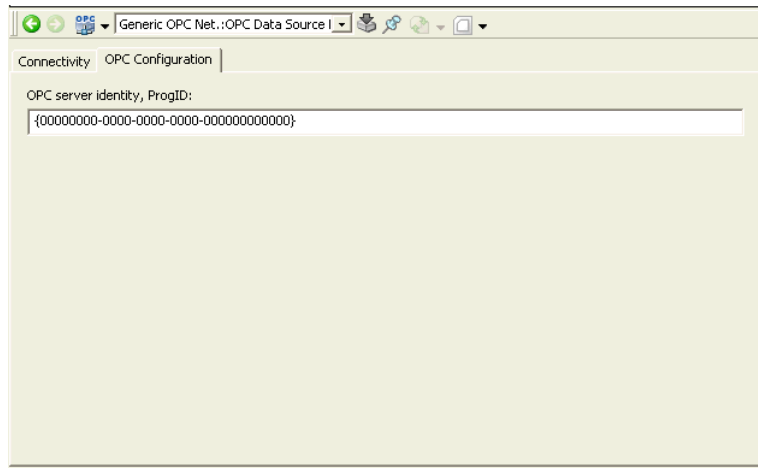 OPC
Generic OPC Net.:OPC Data Source
Connectivity OPC Configuration
OPC server identity, ProgID:
{00000000-0000-0000-0000-000000000000}